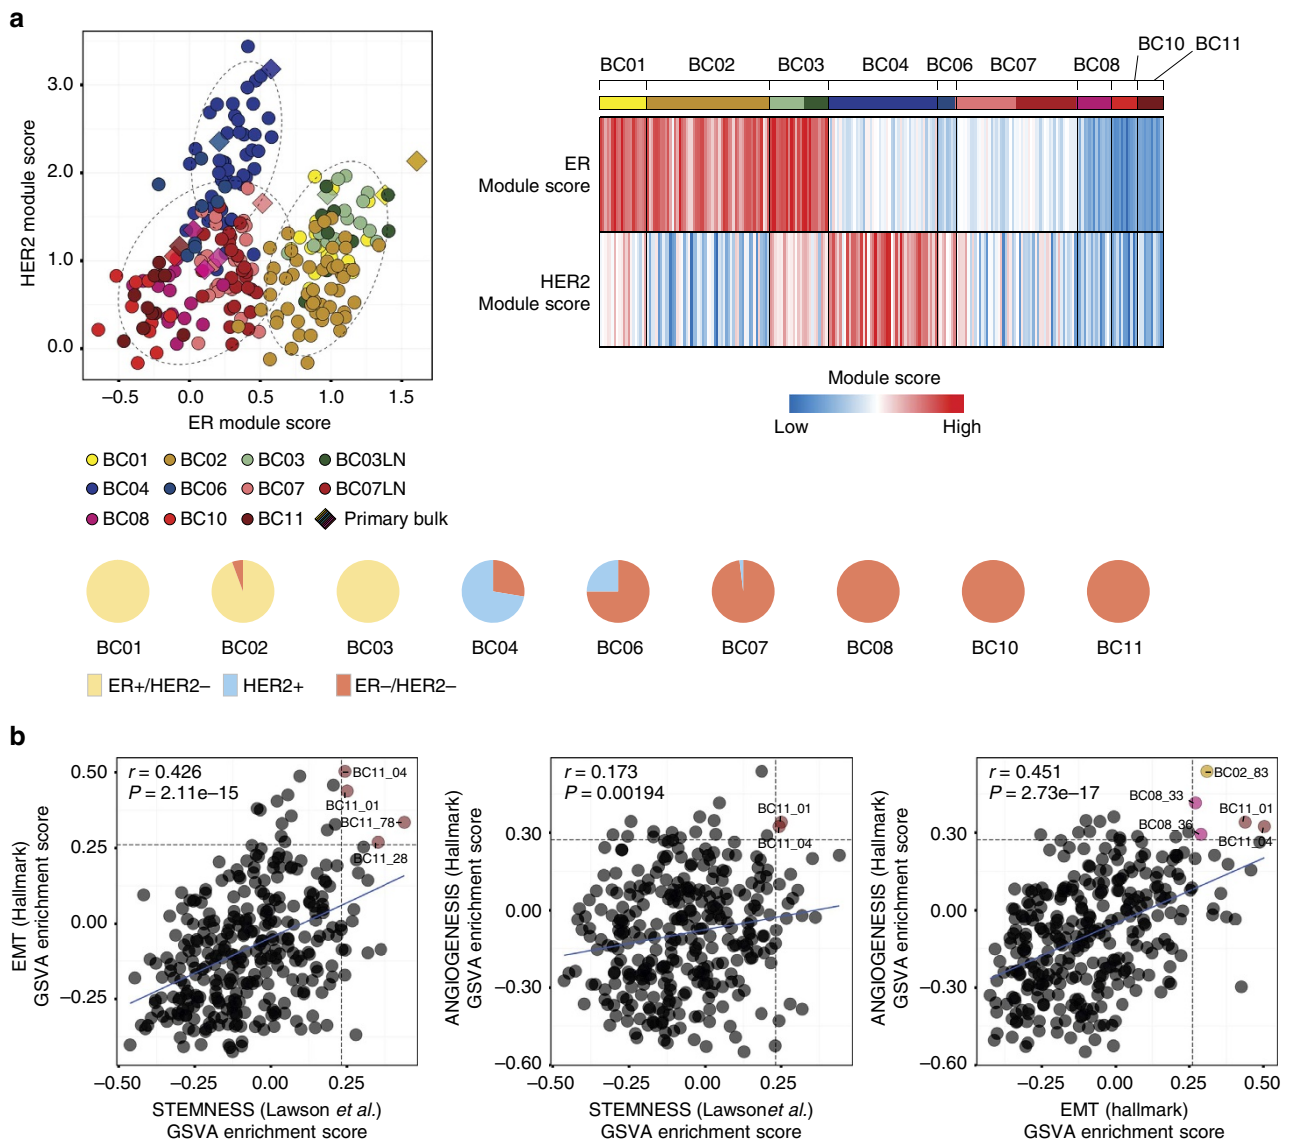 a
HER2 module score
3.0
2.0
1.0
0.0
–0.5
0.0
0.5
1.0
1.5
ER module score
BC01
BC02
BC03
BC03LN
BC04
BC06
BC07
BC07LN
BC08
BC10
BC11
Primary bulk
BC10
BC11
BC01
BC02
BC03
BC04
BC06
BC07
BC08
ER
Module score
HER2
Module score
Module score
Low
High
BC01
BC02
BC03
BC04
BC06
BC07
BC08
BC10
BC11
ER+/HER2–
HER2+
ER–/HER2–
b
EMT (Hallmark)
GSVA enrichment score
0.50
0.25
0.00
–0.25
r = 0.426
P = 2.11e–15
BC11_04
BC11_01
BC11_78
BC11_28
–0.50
–0.25
0.00
0.25
STEMNESS (Lawson et al.)
GSVA enrichment score
ANGIOGENESIS (Hallmark)
GSVA enrichment score
0.30
0.00
–0.30
–0.60
r = 0.173
P = 0.00194
BC11_01
BC11_04
–0.50
–0.25
0.00
0.25
STEMNESS (Lawsonet al.)
GSVA enrichment score
ANGIOGENESIS (Hallmark)
GSVA enrichment score
0.30
0.00
–0.30
–0.60
r = 0.451
P = 2.73e–17
BC02_83
BC08_33
BC11_01
BC08_36
BC11_04
–0.25
0.00
0.25
0.50
EMT (hallmark)
GSVA enrichment score